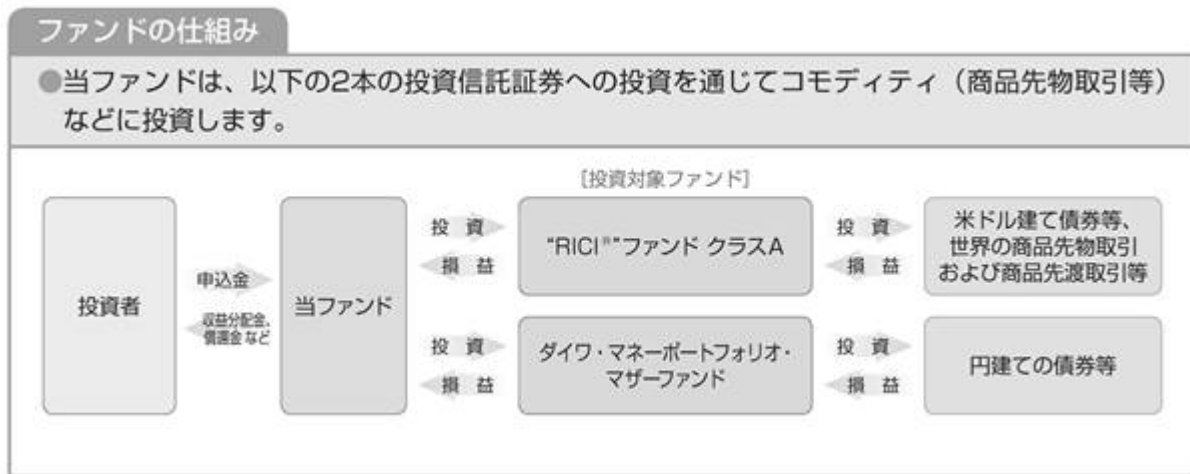 ファンドの仕組み
●当ファンドは、以下の2本の投資信託証券への投資を通じてコモディティ（商品先物取引等）
などに投資します。
[投資対象ファンド]
投資者
申込金
収益分配金、
償還金 など
当ファンド
投 資
損 益
“RICI®”ファンド クラスA
投 資
損 益
米ドル建て債券等、
世界の商品先物取引
および商品先渡取引等
投 資
損 益
ダイワ・マネーポートフォリオ・
マザーファンド
投 資
損 益
円建ての債券等